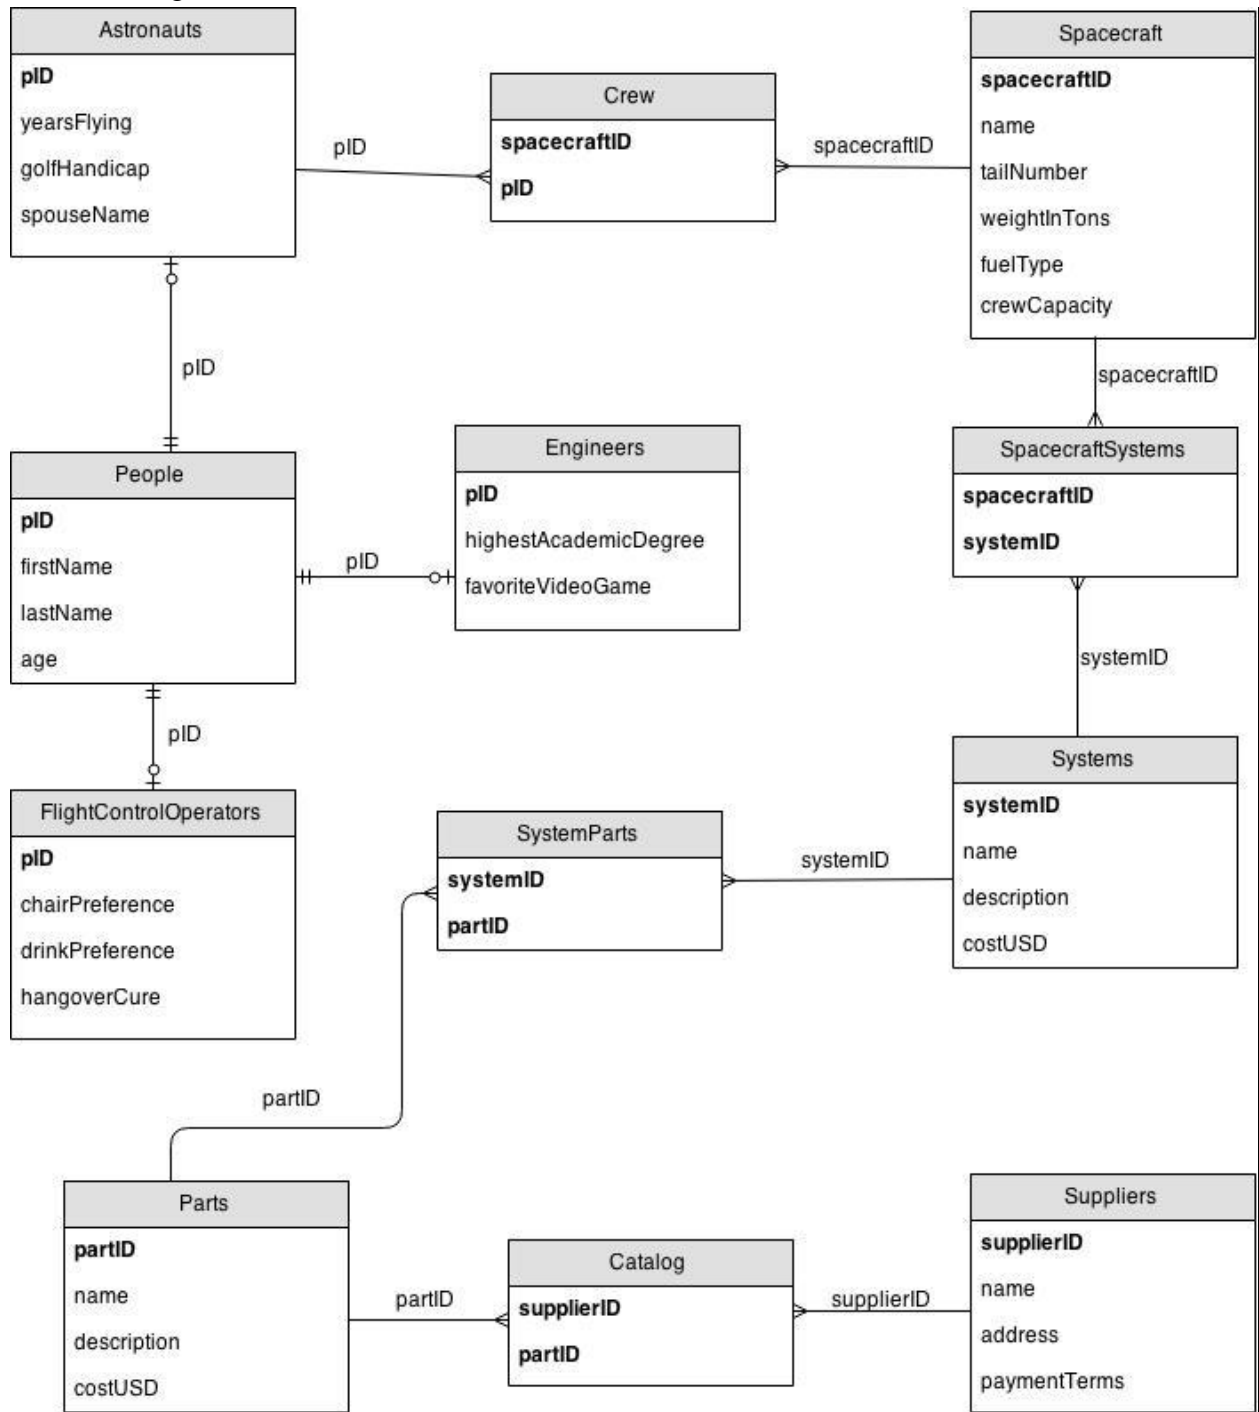 Astronauts
pID
yearsFlying
golfHandicap
spouseName
pID
Crew
spacecraftID
pID
spacecraftID
Spacecraft
spacecraftID
name
tailNumber
weightInTons
fuelType
crewCapacity
pID
spacecraftID
People
pID
firstName
lastName
age
pID
Engineers
pID
highestAcademicDegree
favoriteVideoGame
SpacecraftSystems
spacecraftID
systemID
systemID
pID
FlightControlOperators
pID
chairPreference
drinkPreference
hangoverCure
SystemParts
systemID
partID
systemID
Systems
systemID
name
description
costUSD
partID
Parts
partID
name
description
costUSD
partID
Catalog
supplierID
partID
supplierID
Suppliers
supplierID
name
address
paymentTerms